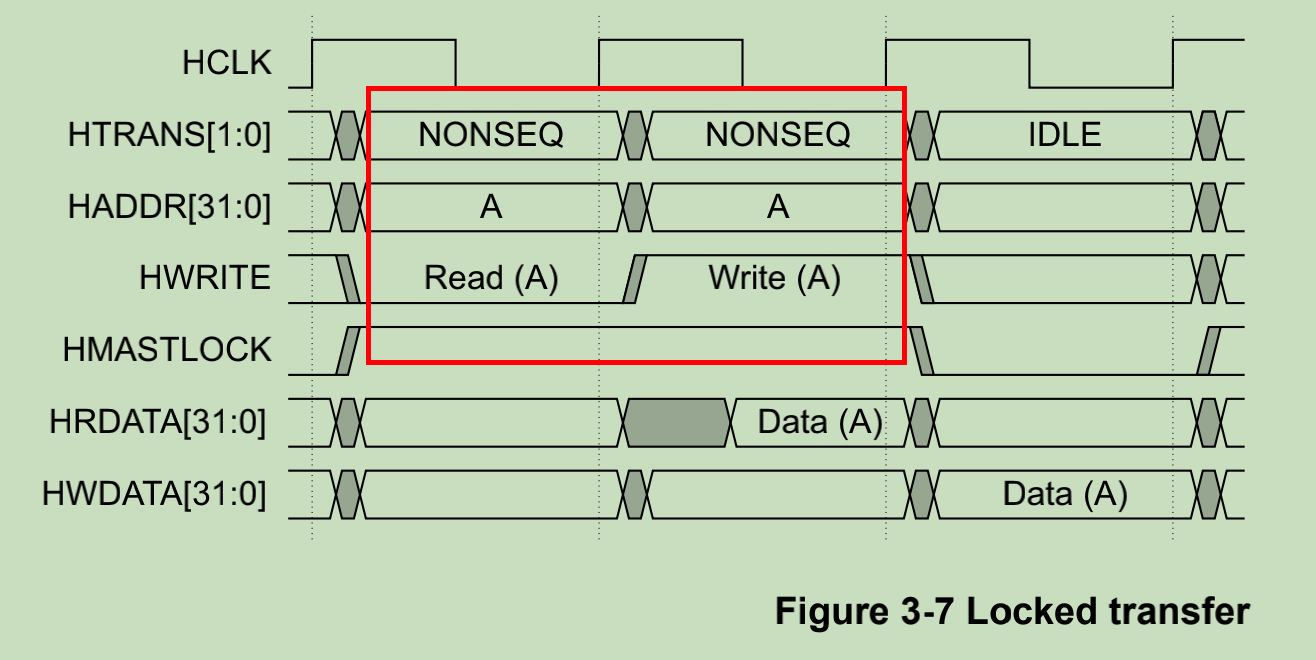 HCLK
HTRANS[1:0] NONSEQ NONSEQ IDLE
HADDR[31:0] A A
HWRITE Read (A) Write (A)
HMASTLOCK
HRDATA[31:0] Data (A)
HWDATA[31:0] Data (A)
Figure 3-7 Locked transfer